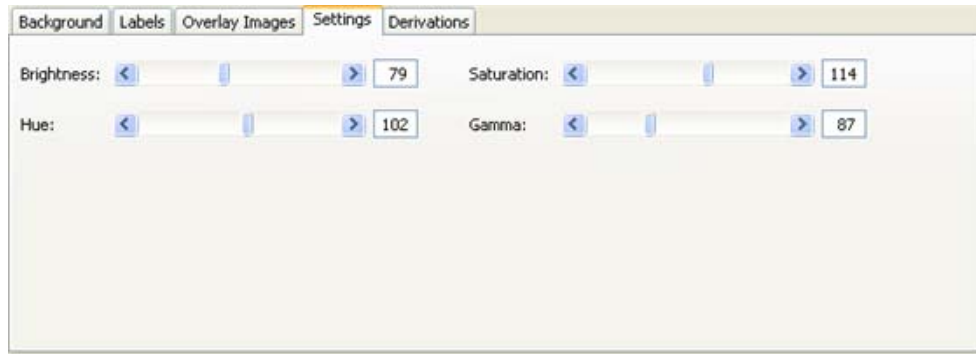 Background Labels Overlay Images Settings Derivations
Brightness: 79 Saturation: 114
Hue: 102 Gamma: 87